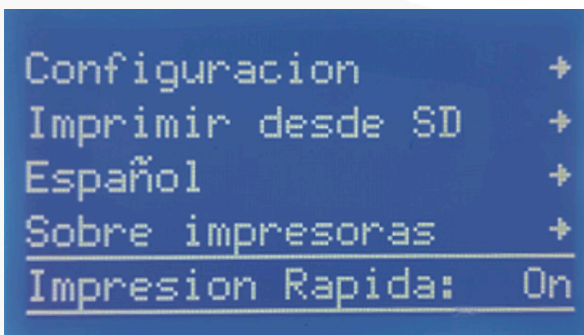 Configuracion →
Imprimir desde SD →
Español →
Sobre impresoras →
Impresion Rapida: On